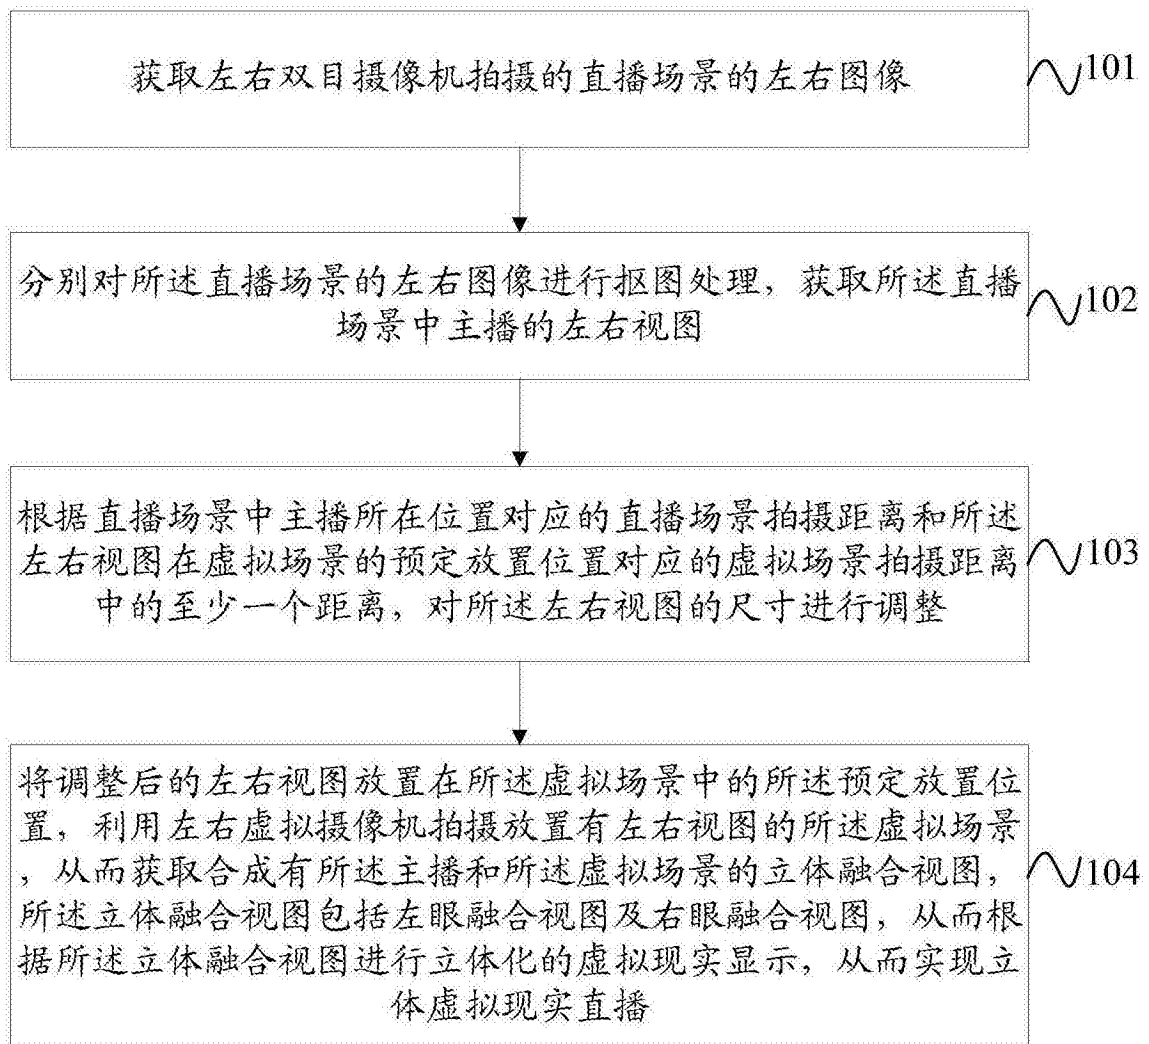 获取左右双目摄像机拍摄的直播场景的左右图像
101
分别对所述直播场景的左右图像进行抠图处理，获取所述直播
场景中主播的左右视图
102
根据直播场景中主播所在位置对应的直播场景拍摄距离和所述
左右视图在虚拟场景的预定放置位置对应的虚拟场景拍摄距离
中的至少一个距离，对所述左右视图的尺寸进行调整
103
将调整后的左右视图放置在所述虚拟场景中的所述预定放置位
置，利用左右虚拟摄像机拍摄放置有左右视图的所述虚拟场景
，从而获取合成有所述主播和所述虚拟场景的立体融合视图，
所述立体融合视图包括左眼融合视图及右眼融合视图，从而根
据所述立体融合视图进行立体化的虚拟现实显示，从而实现立
体虚拟现实直播
104